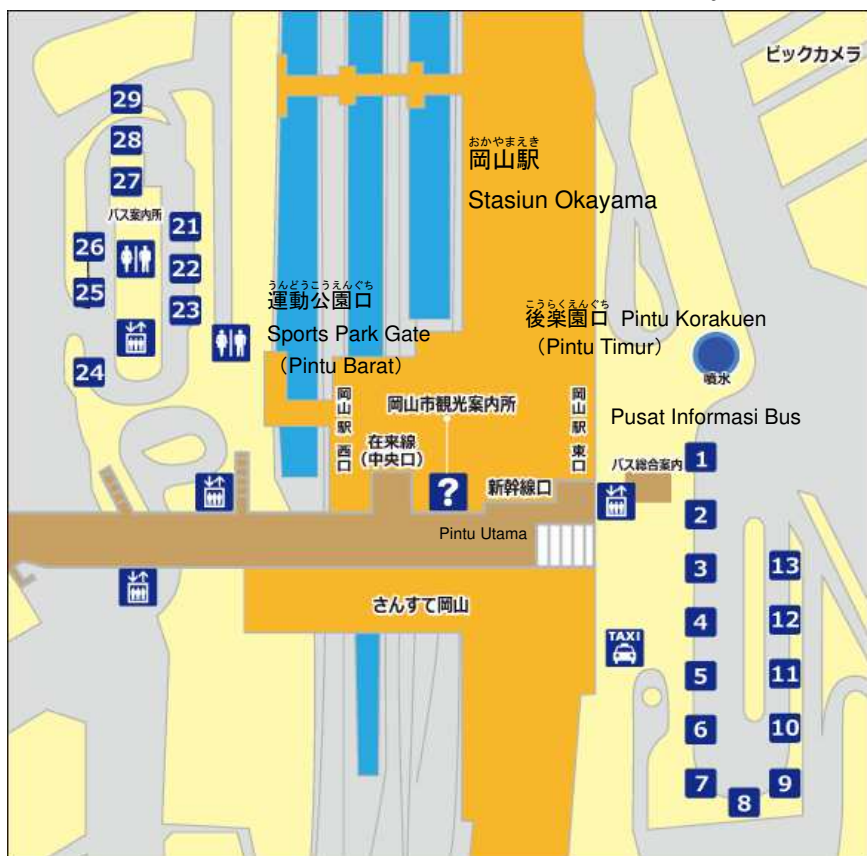 ビックカメラ
29
28
27
バス案内所
26
25
24
21
22
23
おかやまえき
岡山駅
Stasiun Okayama
うんどうこうえんぐち
運動公園口
Sports Park Gate
(Pintu Barat)
こうらくえんぐち
後楽園口 Pintu Korakuen
(Pintu Timur)
噴水
岡山駅 西口
岡山市観光案内所
在来線
(中央口)
?
新幹線口
岡山駅 東口
Pusat Informasi Bus
バス総合案内
Pintu Utama
さんすて岡山
TAXI
1
2
3
4
5
6
7
8
9
10
11
12
13